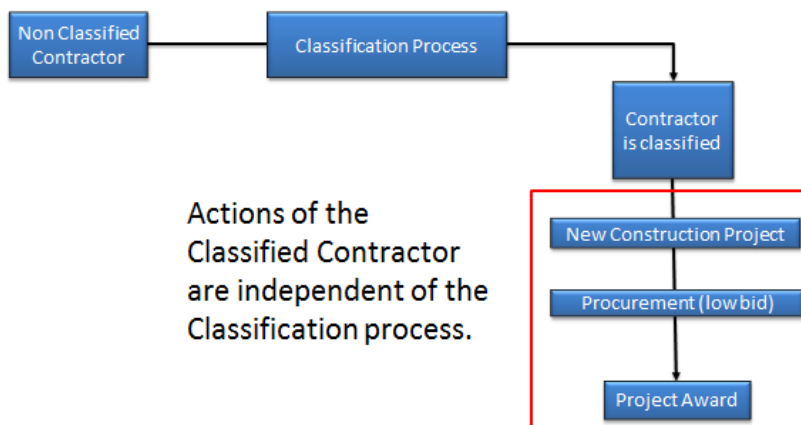 Non Classified
Contractor
Classification Process
Contractor
is classified
Actions of the
Classified Contractor
are independent of the
Classification process.
New Construction Project
Procurement (low bid)
Project Award